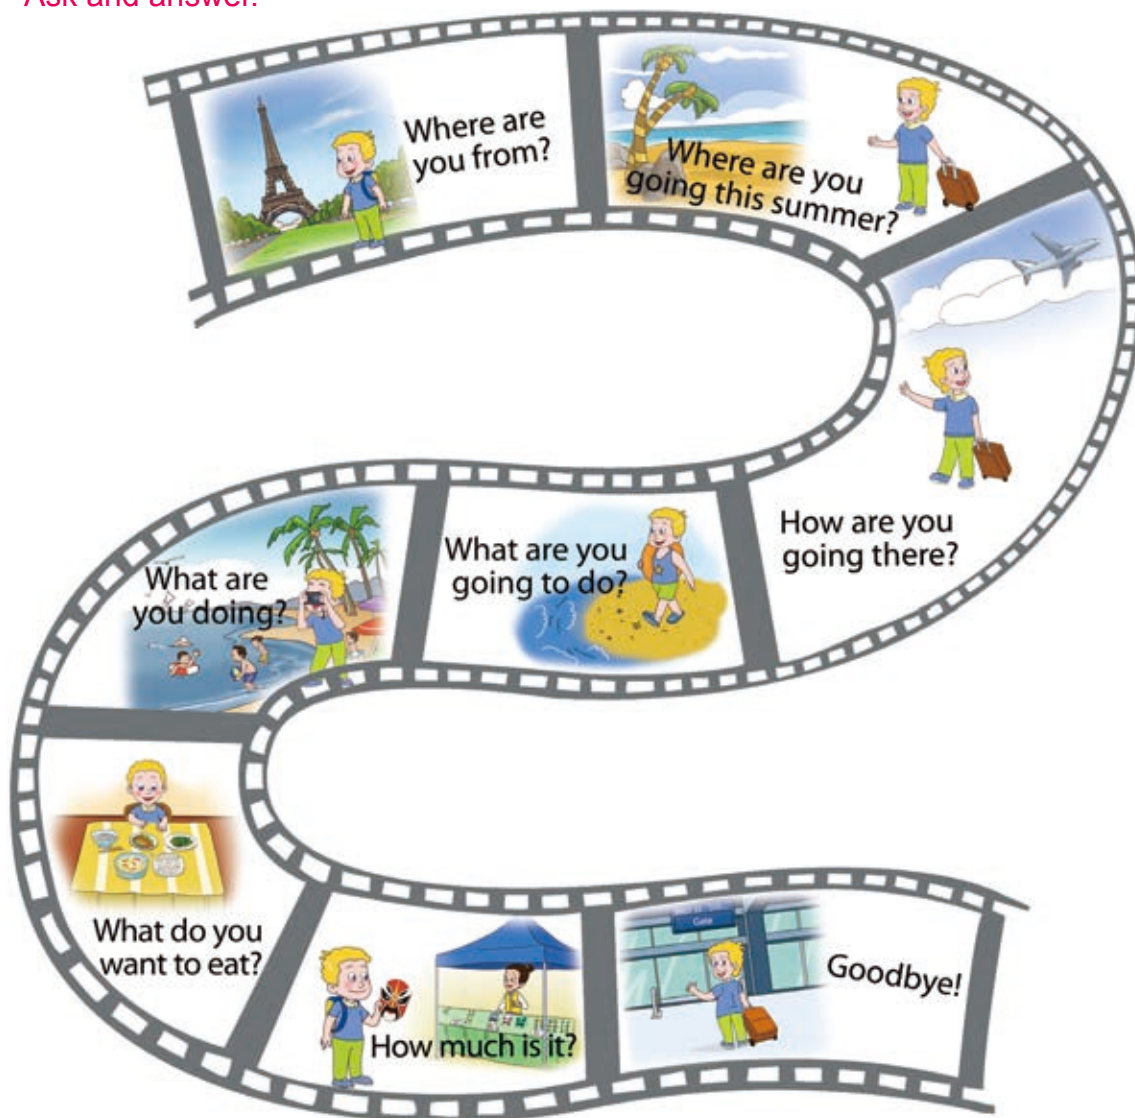 Ask and answer.
Where are
you from?
Where are you
going this summer?
How are you
going there?
What are you
going to do?
What are
you doing?
What do you
want to eat?
How much is it?
Gate
Goodbye!